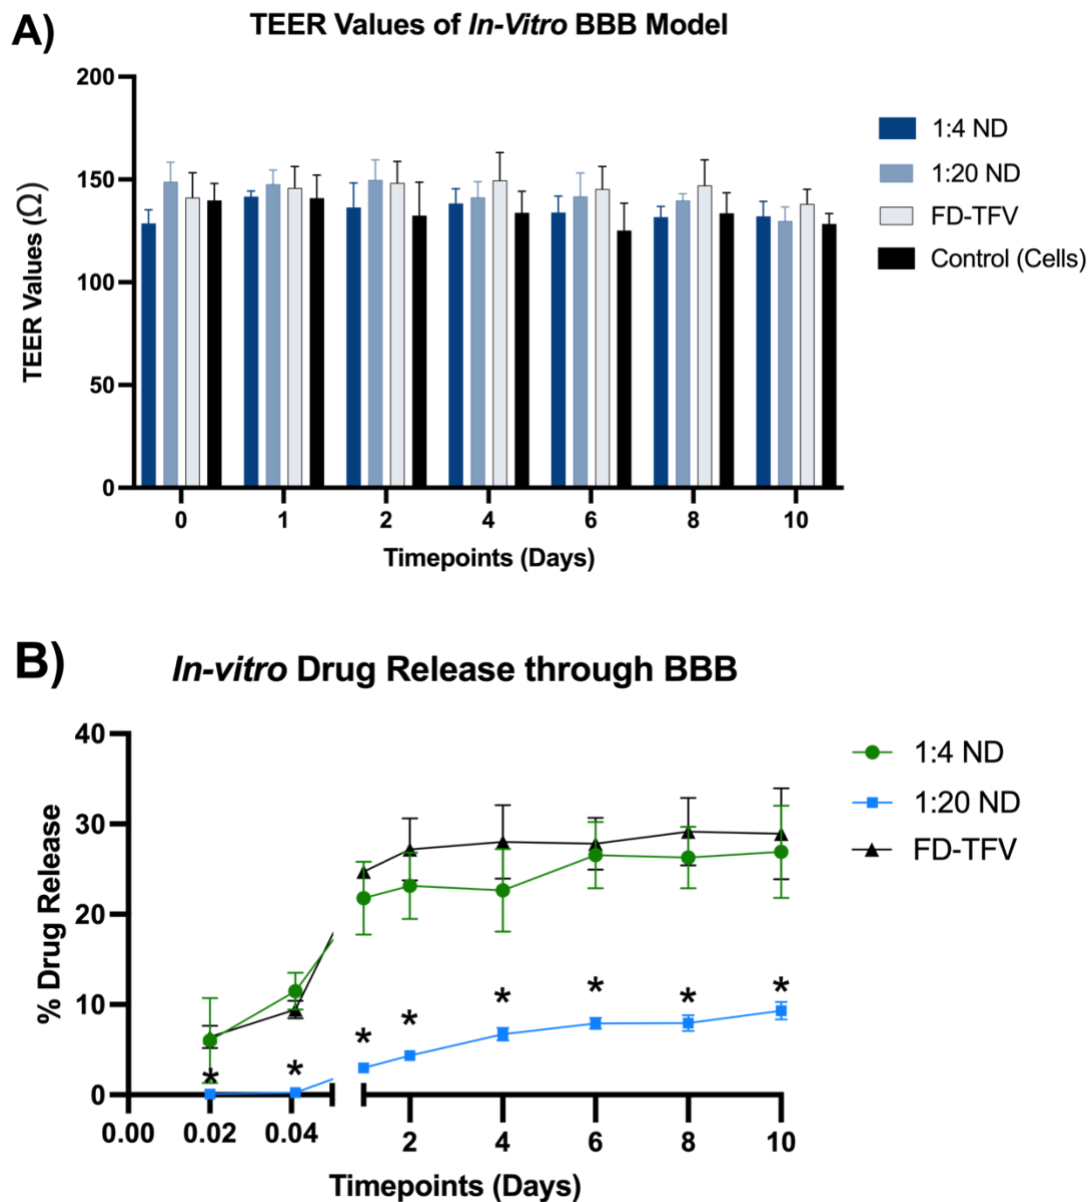 A)
TEER Values of In-Vitro BBB Model
TEER Values (Ω)
200
150
100
50
0
0 1 2 4 6 8 10
Timepoints (Days)
1:4 ND
1:20 ND
FD-TFV
Control (Cells)
B)
In-vitro Drug Release through BBB
% Drug Release
40
30
20
10
0
* * * * * * * *
0.00 0.02 0.04 2 4 6 8 10
Timepoints (Days)
1:4 ND
1:20 ND
FD-TFV